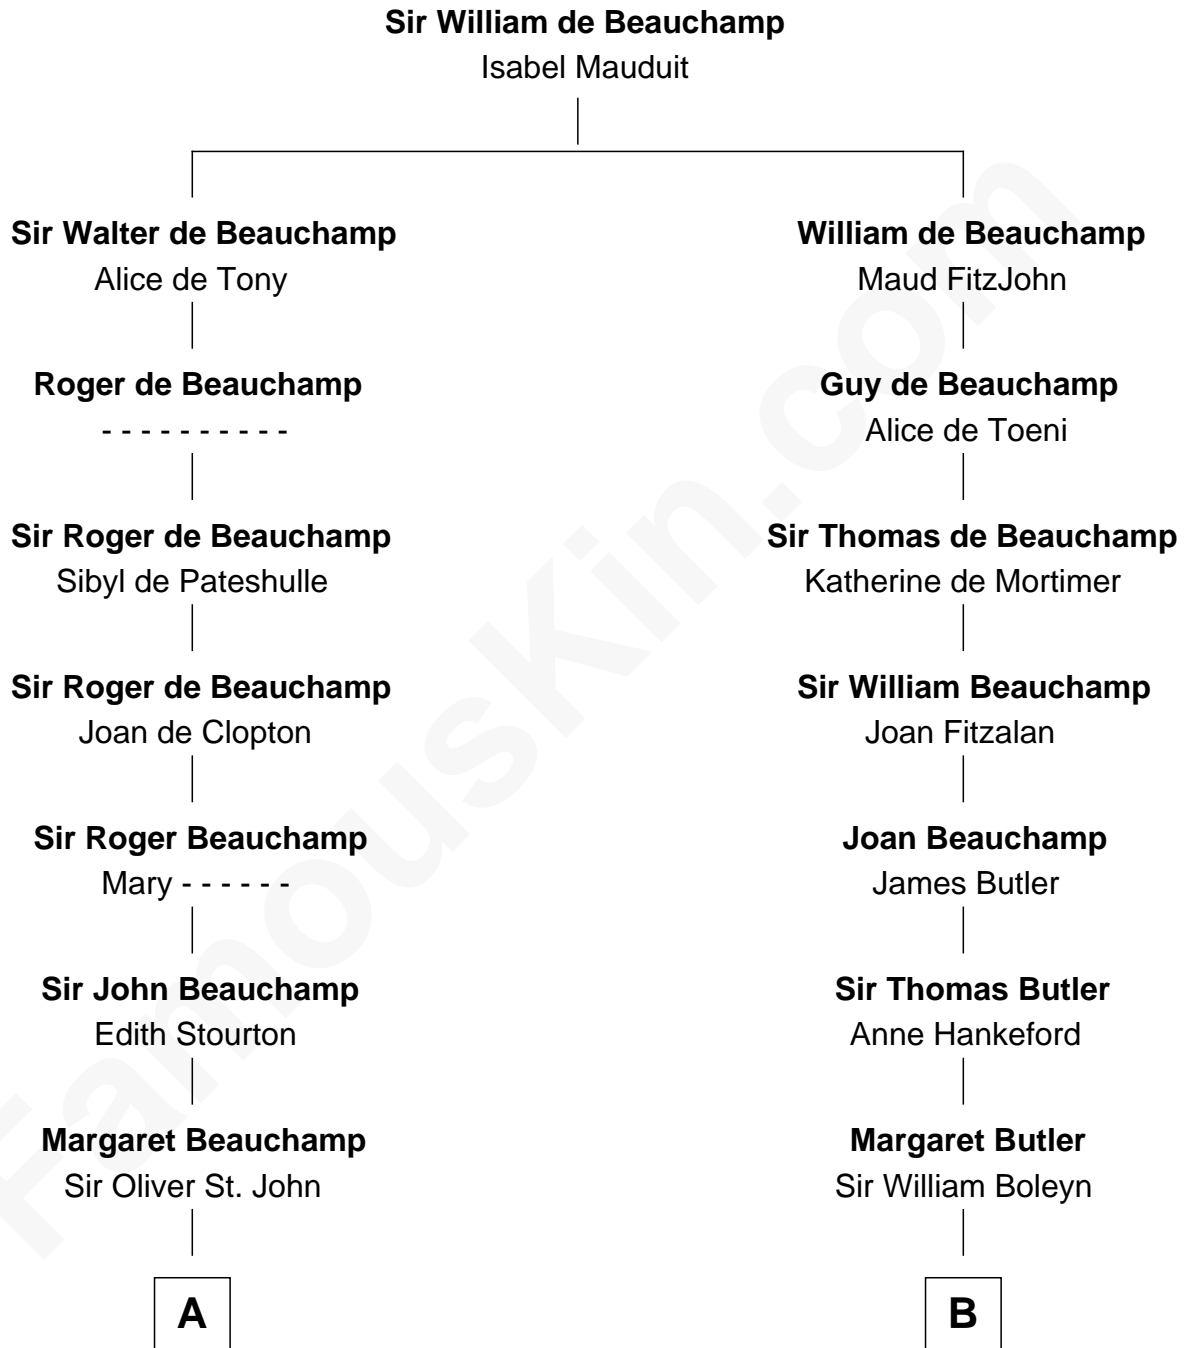 Sir William de Beauchamp
Isabel Mauduit
Sir Walter de Beauchamp
Alice de Tony
William de Beauchamp
Maud FitzJohn
Roger de Beauchamp
- - - - - - - - - -
Guy de Beauchamp
Alice de Toeni
Sir Roger de Beauchamp
Sibyl de Pateshulle
Sir Thomas de Beauchamp
Katherine de Mortimer
Sir Roger de Beauchamp
Joan de Clopton
Sir William Beauchamp
Joan Fitzalan
Sir Roger Beauchamp
Mary - - - - - -
Joan Beauchamp
James Butler
Sir John Beauchamp
Edith Stourton
Sir Thomas Butler
Anne Hankeford
Margaret Beauchamp
Sir Oliver St. John
Margaret Butler
Sir William Boleyn
A
B
FamousKin.com